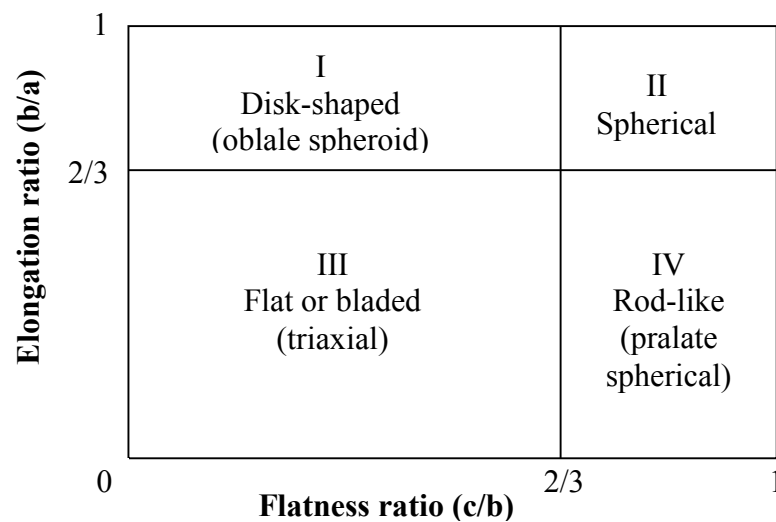 1
I
Disk-shaped
(oblale spheroid)
II
Spherical
Elongation ratio (b/a)
2/3
III
Flat or bladed
(triaxial)
IV
Rod-like
(pralate
spherical)
0
2/3
1
Flatness ratio (c/b)